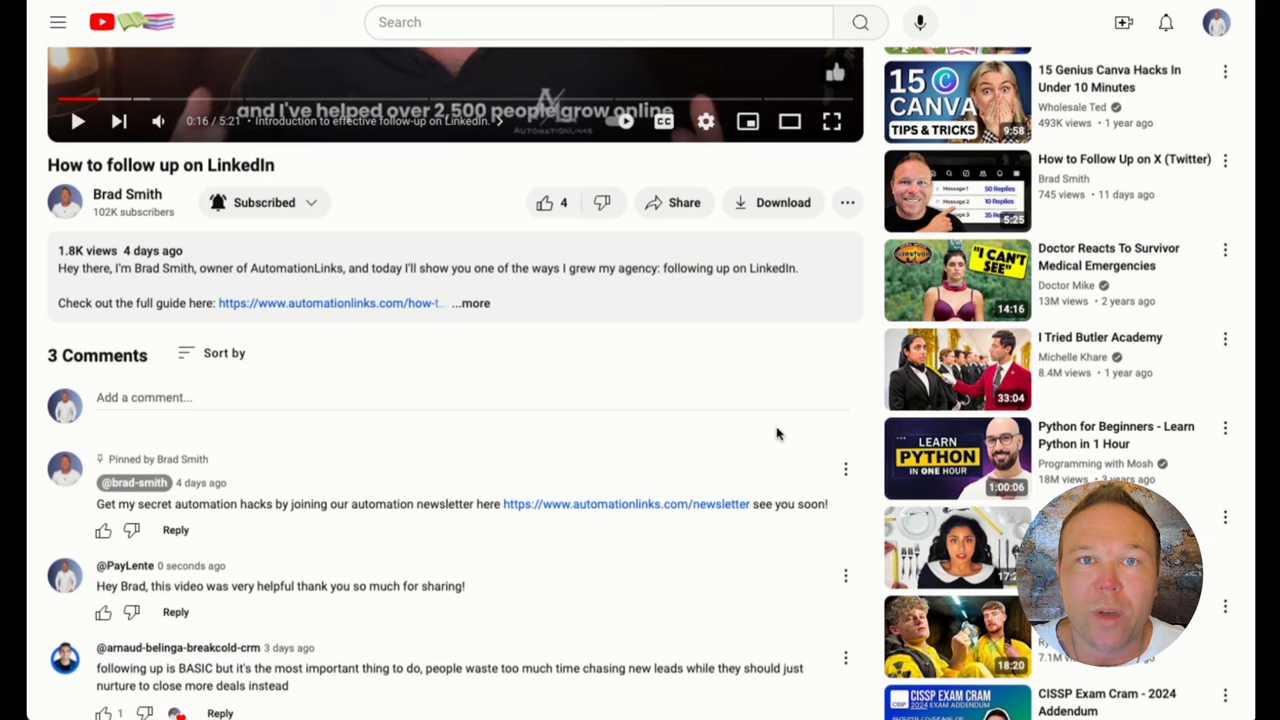 Search
and I've helped over 2,500 people grow online
AUTOMATIONLINKS
0:16 / 5:21 · Introduction to effective follow-up on LinkedIn.
CC
How to follow up on LinkedIn
Brad Smith
102K subscribers
Subscribed
4
Share
Download
1.8K views 4 days ago
Hey there, I'm Brad Smith, owner of AutomationLinks, and today I'll show you one of the ways I grew my agency: following up on LinkedIn.
Check out the full guide here: https://www.automationlinks.com/how-t... ...more
3 Comments
Sort by
Add a comment...
Pinned by Brad Smith
@brad-smith 4 days ago
Get my secret automation hacks by joining our automation newsletter here https://www.automationlinks.com/newsletter see you soon!
Reply
@PayLente 0 seconds ago
Hey Brad, this video was very helpful thank you so much for sharing!
Reply
@arnaud-belinga-breakcold-crm 3 days ago
following up is BASIC but it's the most important thing to do, people waste too much time chasing new leads while they should just
nurture to close more deals instead
1
Reply
15
CANVA
TIPS & TRICKS
9:58
15 Genius Canva Hacks In
Under 10 Minutes
Wholesale Ted
493K views • 1 year ago
Message 1 50 Replies
Message 2 10 Replies
35
5:25
How to Follow Up on X (Twitter)
Brad Smith
745 views • 11 days ago
SURVIVOR
"I CAN'T
SEE"
14:16
Doctor Reacts To Survivor
Medical Emergencies
Doctor Mike
13M views • 2 years ago
33:04
I Tried Butler Academy
Michelle Khare
8.4M views • 1 year ago
LEARN
PYTHON
IN ONE HOUR
1:00:06
Python for Beginners - Learn
Python in 1 Hour
Programming with Mosh
18M views • 3 years ago
18:20
7.1M
CISSP EXAM CRAM
2024 EXAM ADDENDUM
CISSP Exam Cram - 2024
Addendum